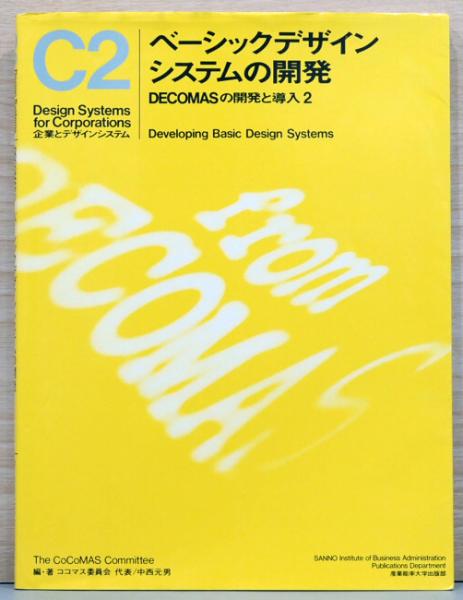 C2
Design Systems
for Corporations
企業とデザインシステム
ベーシックデザイン
システムの開発
DECOMASの開発と導入2
Developing Basic Design Systems
From
DECOMAS
The CoCoMAS Committee
編・著 ココマス委員会 代表/中西元男
SANNO Institute of Business Administration
Publications Department
産業能率大学出版部